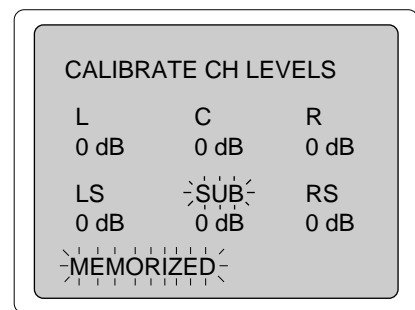 CALIBRATE CH LEVELS
L C R
0 dB 0 dB 0 dB
LS SUB RS
0 dB 0 dB 0 dB
MEMORIZED